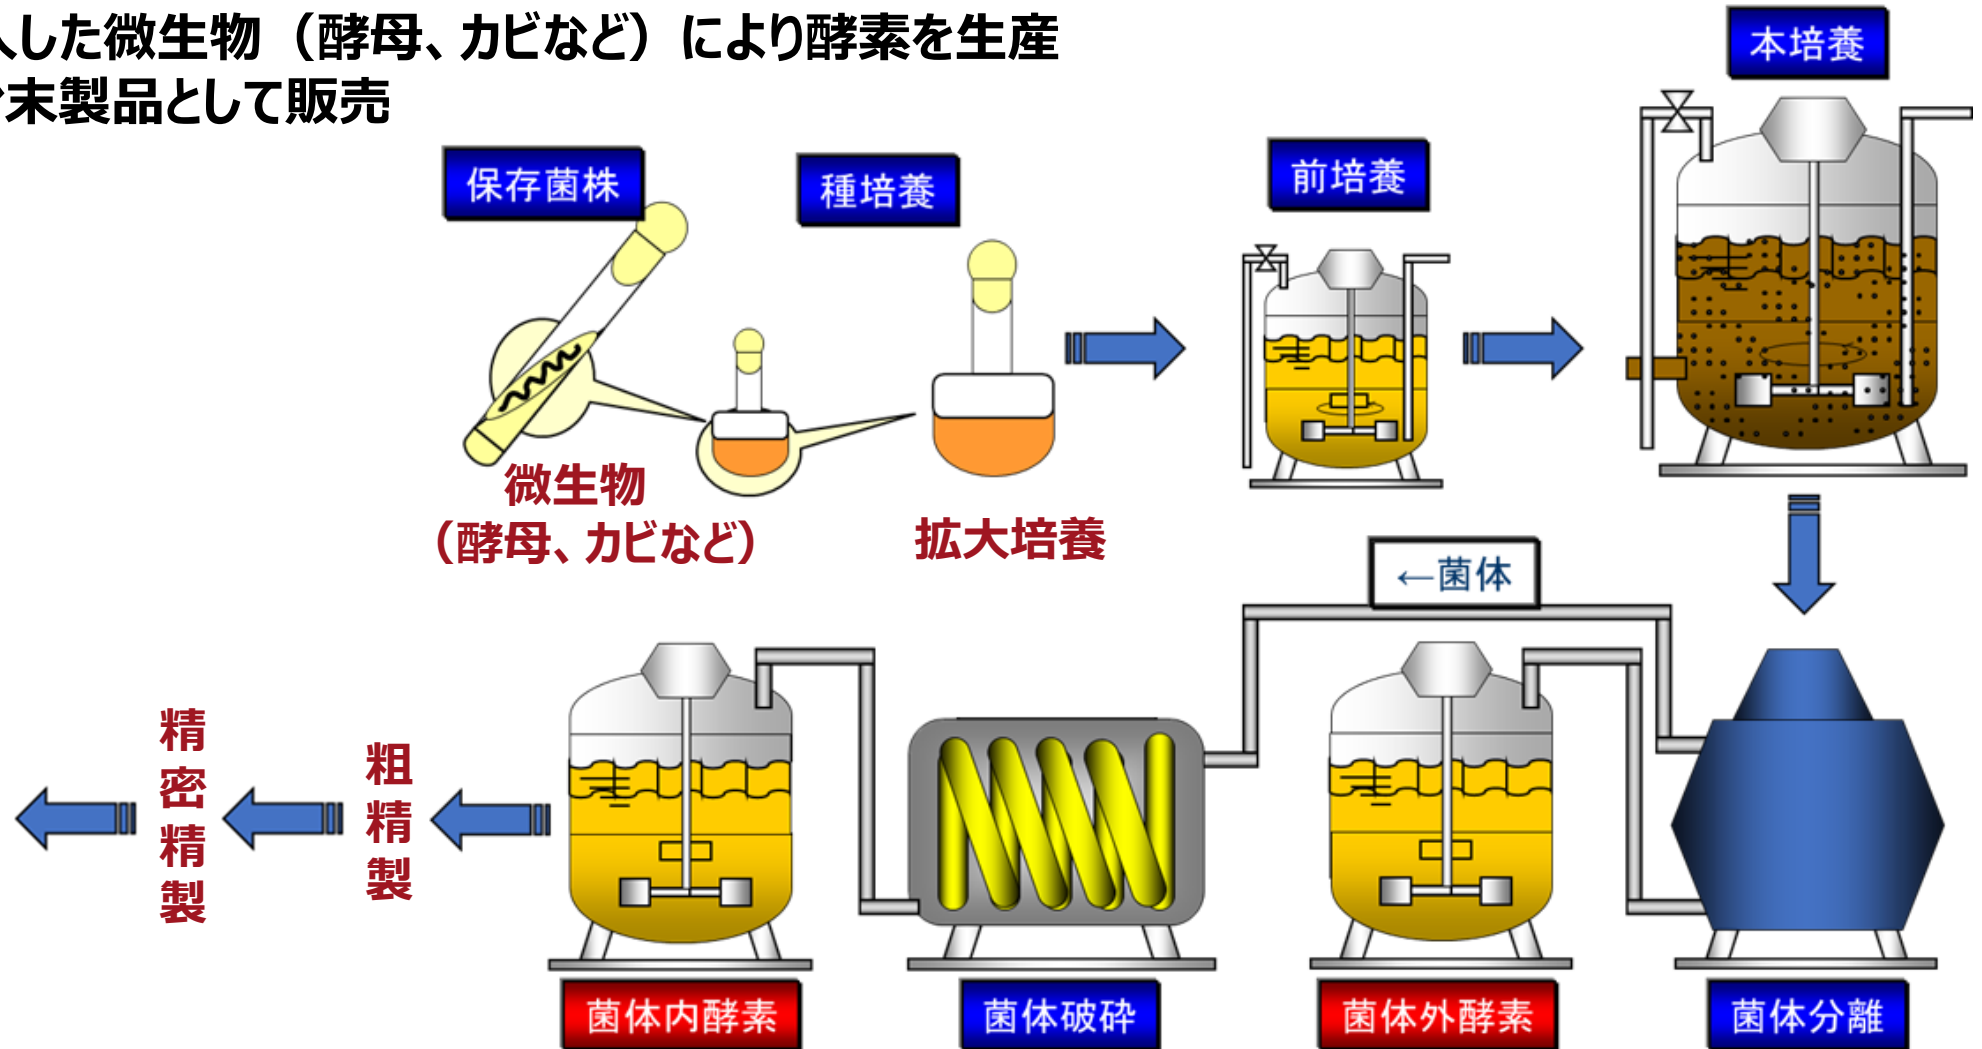 した微生物（酵母、カビなど）により酵素を生産
末製品として販売
本培養
保存菌株
種培養
前培養
微生物
（酵母、カビなど）
拡大培養
←菌体
精密精製
粗精製
菌体内酵素
菌体破砕
菌体外酵素
菌体分離